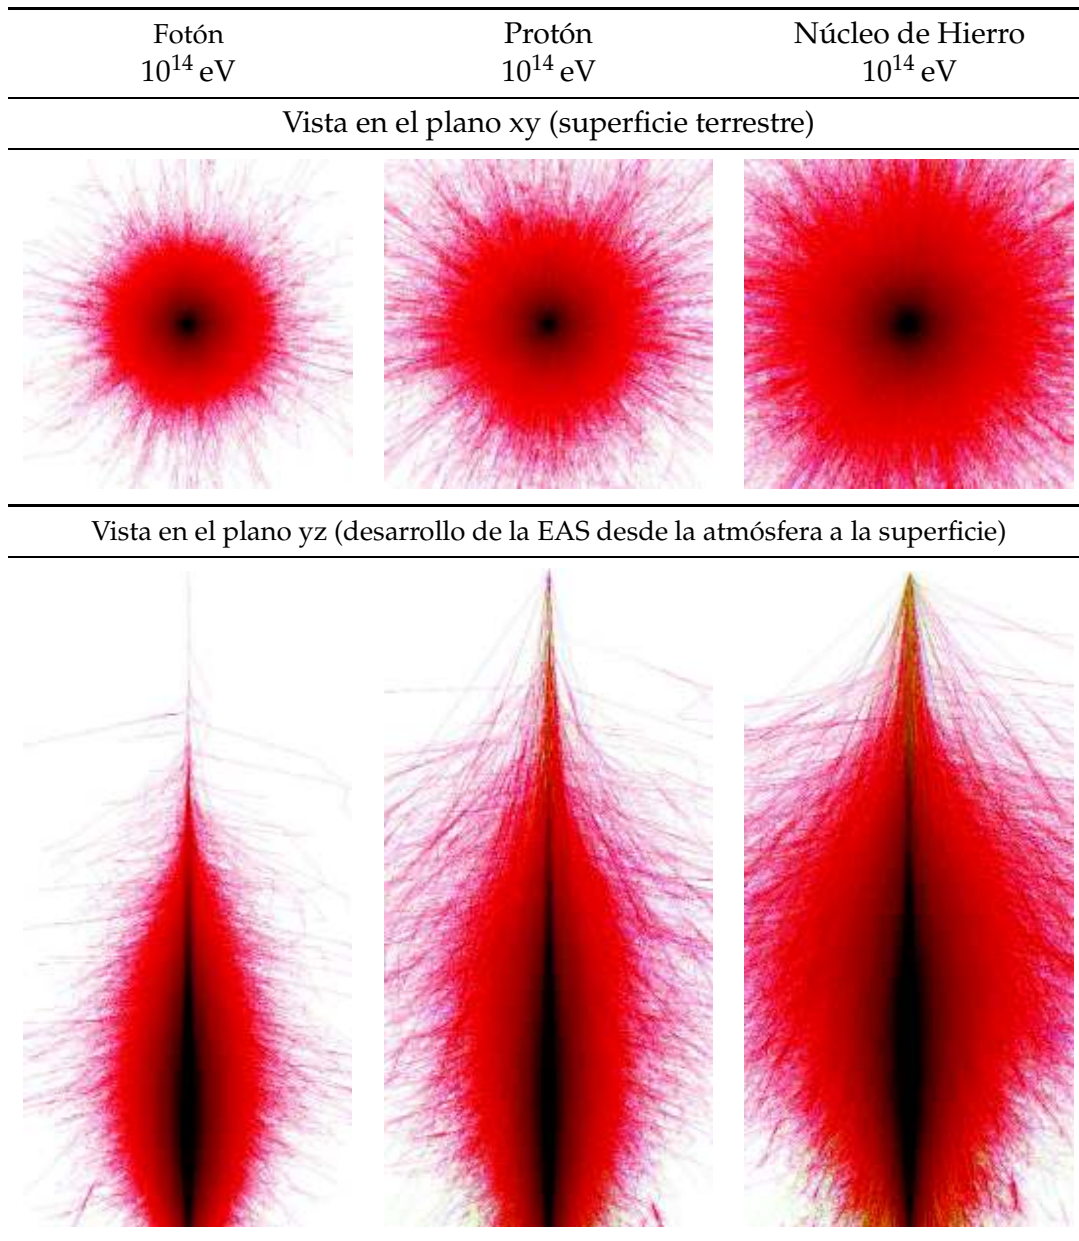 Fotón Protón Núcleo de Hierro
10¹⁴ eV 10¹⁴ eV 10¹⁴ eV
Vista en el plano xy (superficie terrestre)
Vista en el plano yz (desarrollo de la EAS desde la atmósfera a la superficie)